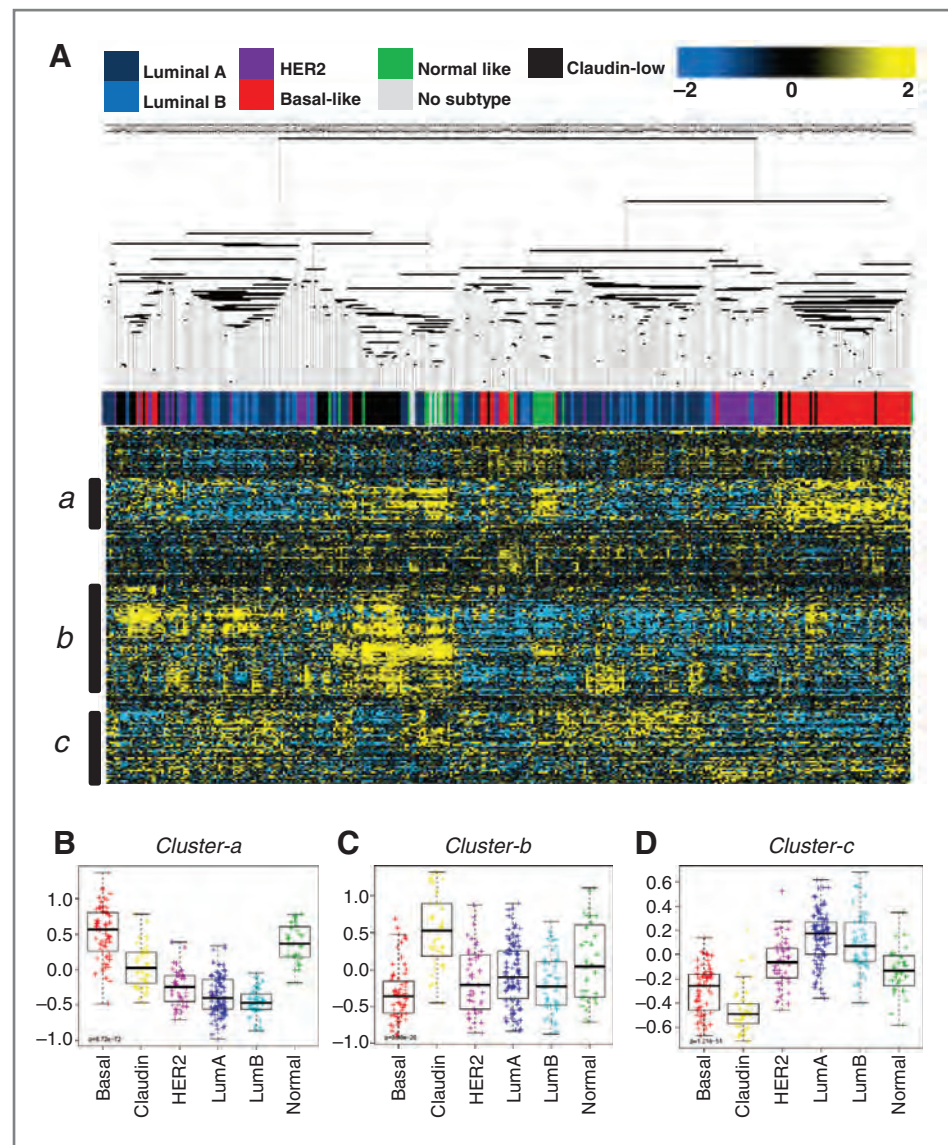 A
Luminal A
HER2
Normal like
Claudin-low
Luminal B
Basal-like
No subtype
−2
0
2
a
b
c
B
Cluster-a
1.0
0.5
0.0
−0.5
−1.0
Basal
Claudin
HER2
LumA
LumB
Normal
C
Cluster-b
1.0
0.5
0.0
−0.5
−1.0
Basal
Claudin
HER2
LumA
LumB
Normal
D
Cluster-c
0.6
0.4
0.2
−0.0
−0.2
−0.4
−0.6
Basal
Claudin
HER2
LumA
LumB
Normal